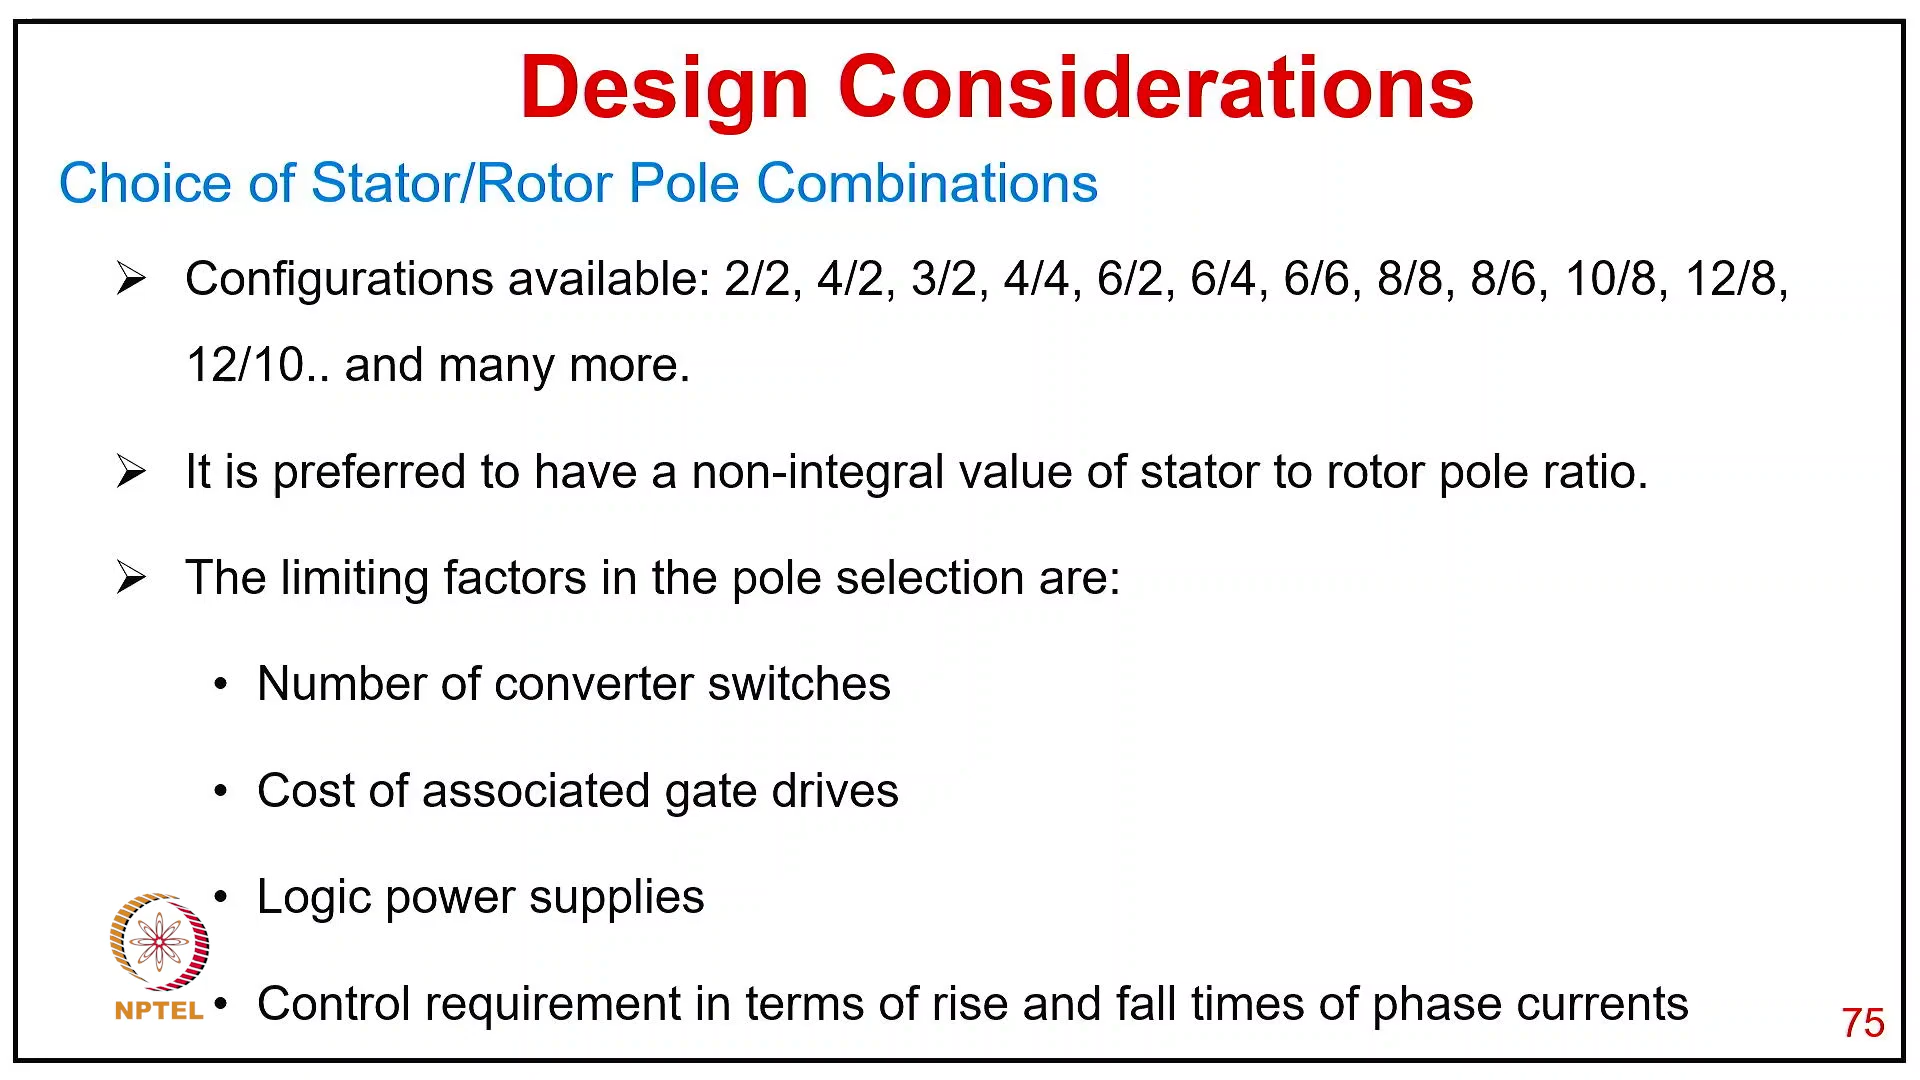 Design Considerations
Choice of Stator/Rotor Pole Combinations
➢ Configurations available: 2/2, 4/2, 3/2, 4/4, 6/2, 6/4, 6/6, 8/8, 8/6, 10/8, 12/8,
12/10.. and many more.
➢ It is preferred to have a non-integral value of stator to rotor pole ratio.
➢ The limiting factors in the pole selection are:
• Number of converter switches
• Cost of associated gate drives
• Logic power supplies
• Control requirement in terms of rise and fall times of phase currents
NPTEL
75